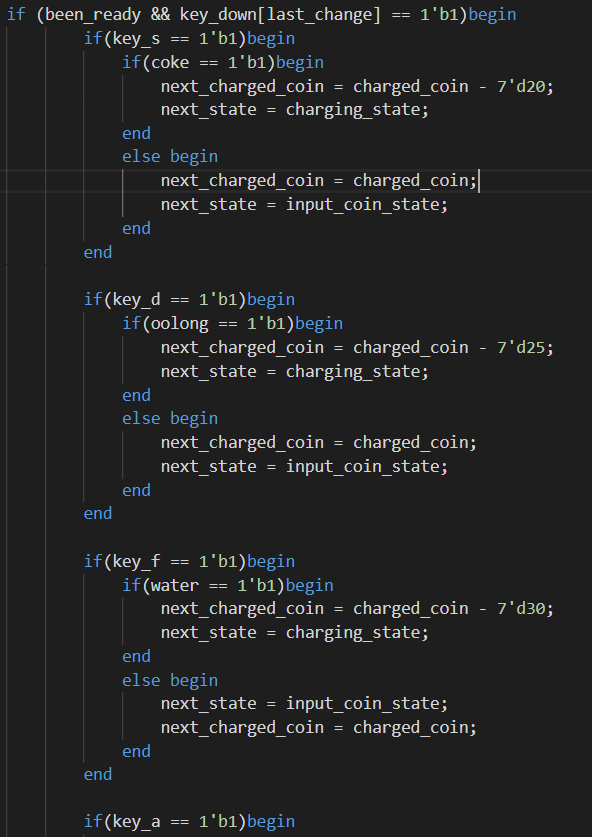 if (been_ready && key_down[last_change] == 1'b1)begin
if(key_s == 1'b1)begin
if(coke == 1'b1)begin
next_charged_coin = charged_coin - 7'd20;
next_state = charging_state;
end
else begin
next_charged_coin = charged_coin;
next_state = input_coin_state;
end
end
if(key_d == 1'b1)begin
if(oolong == 1'b1)begin
next_charged_coin = charged_coin - 7'd25;
next_state = charging_state;
end
else begin
next_charged_coin = charged_coin;
next_state = input_coin_state;
end
end
if(key_f == 1'b1)begin
if(water == 1'b1)begin
next_charged_coin = charged_coin - 7'd30;
next_state = charging_state;
end
else begin
next_state = input_coin_state;
next_charged_coin = charged_coin;
end
end
if(key_a == 1'b1)begin